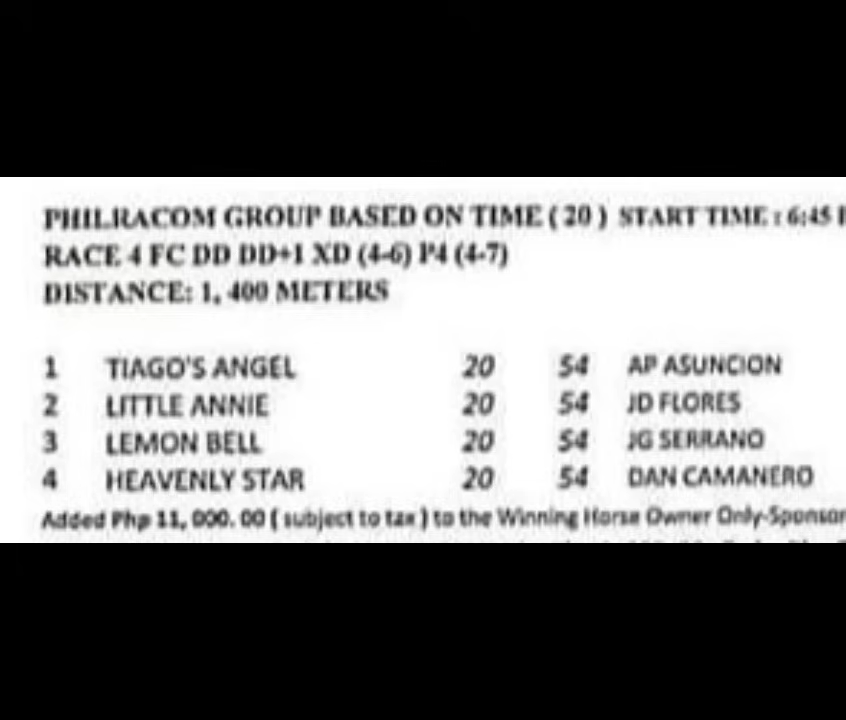 PHILRACOM GROUP BASED ON TIME ( 20 ) START TIME : 6:45
RACE 4 FC DD DD+1 XD (4-6) P4 (4-7)
DISTANCE: 1, 400 METERS
1 TIAGO'S ANGEL 20 54 AP ASUNCION
2 LITTLE ANNIE 20 54 JD FLORES
3 LEMON BELL 20 54 JG SERRANO
4 HEAVENLY STAR 20 54 DAN CAMANERO
Added Php 11, 000. 00 ( subject to tax ) to the Winning Horse Owner Only-Sponsor